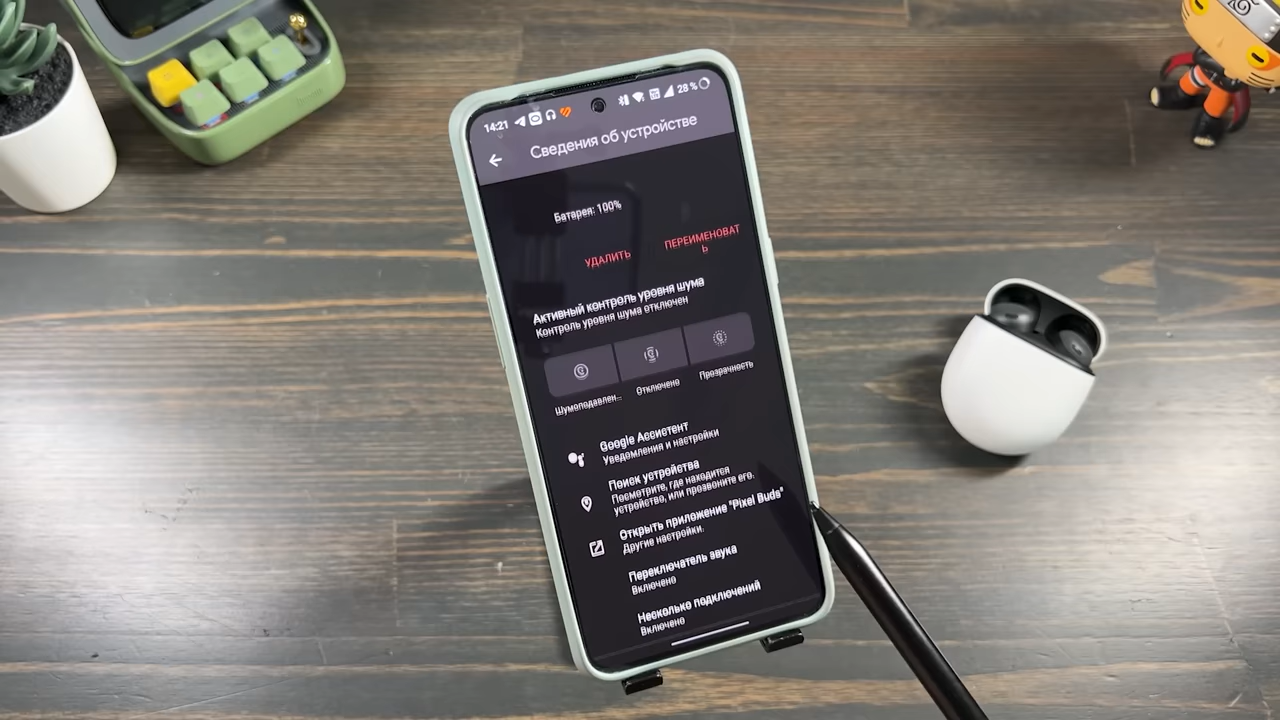 14:21 28 %
Сведения об устройстве
Батарея: 100%
УДАЛИТЬ
ПЕРЕИМЕНОВАТ
Ь
Активный контроль уровня шума
Контроль уровня шума отключен
Шумоподавлен...
Отключено
Прозрачность
Google Ассистент
Уведомления и настройки
Поиск устройства
Посмотрите, где находится
устройство, или прозвоните его.
Открыть приложение "Pixel Buds"
Другие настройки.
Переключатель звука
Включено
Несколько подключений
Включено